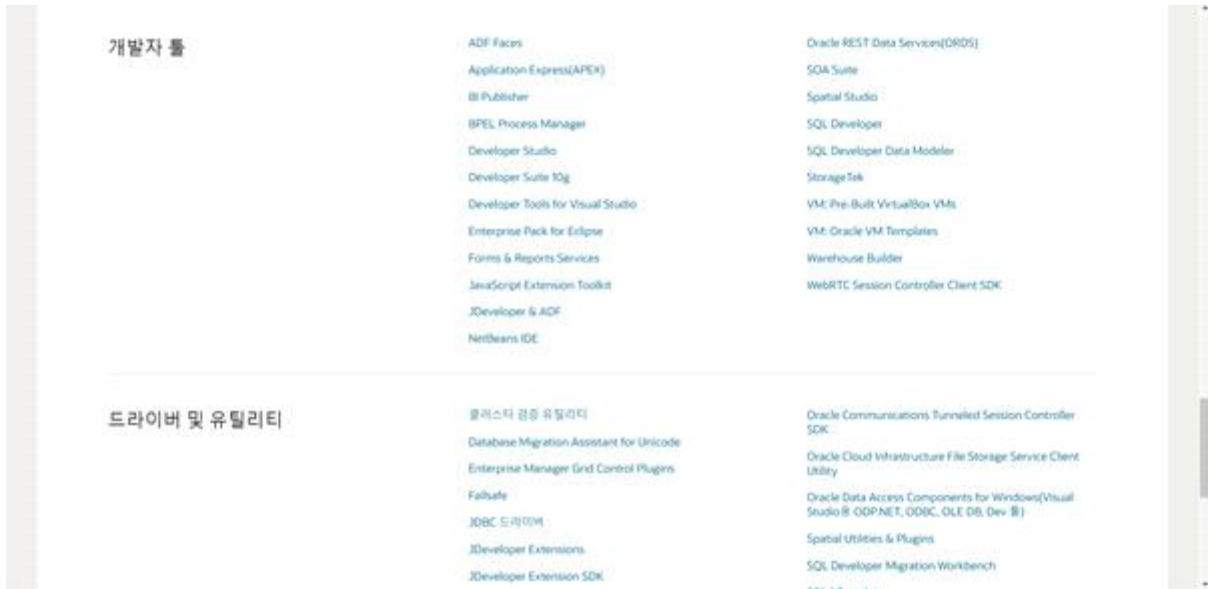 개발자 툴
ADF Faces
Application Express(APEX)
BI Publisher
BPEL Process Manager
Developer Studio
Developer Suite 10g
Developer Tools for Visual Studio
Enterprise Pack for Eclipse
Forms & Reports Services
JavaScript Extension Toolkit
JDeveloper & ADF
NetBeans IDE
Oracle REST Data Services(ORDS)
SOA Suite
Spatial Studio
SQL Developer
SQL Developer Data Modeler
StorageTek
VM: Pre-Built VirtualBox VMs
VM: Oracle VM Templates
Warehouse Builder
WebRTC Session Controller Client SDK
드라이버 및 유틸리티
클러스터 검증 유틸리티
Database Migration Assistant for Unicode
Enterprise Manager Grid Control Plugins
Failsafe
JDBC 드라이버
JDeveloper Extensions
JDeveloper Extension SDK
Oracle Communications Tunneled Session Controller
SDK
Oracle Cloud Infrastructure File Storage Service Client
Utility
Oracle Data Access Components for Windows(Visual
Studio용 ODP.NET, ODBC, OLE DB, Dev 툴)
Spatial Utilities & Plugins
SQL Developer Migration Workbench